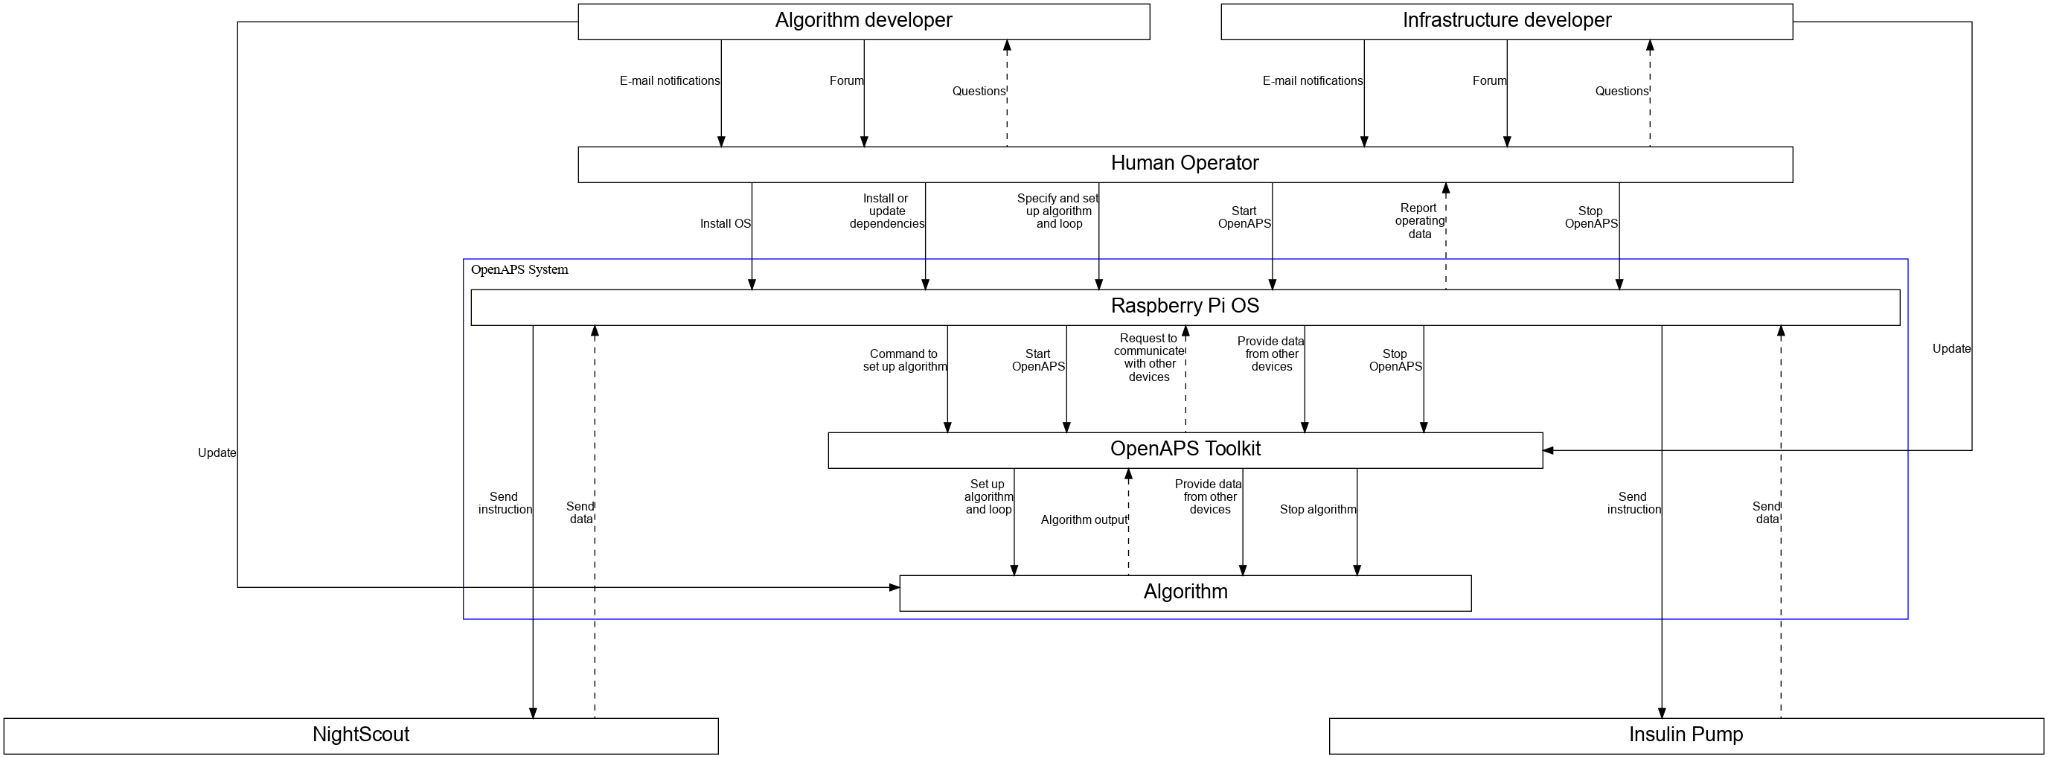 Algorithm developer
Infrastructure developer
E-mail notifications
Forum
Questions
E-mail notifications
Forum
Questions
Human Operator
Install OS
Install or
update
dependencies
Specify and set
up algorithm
and loop
Start
OpenAPS
Report
operating
data
Stop
OpenAPS
OpenAPS System
Raspberry Pi OS
Command to
set up algorithm
Start
OpenAPS
Request to
communicate
with other
devices
Provide data
from other
devices
Stop
OpenAPS
Update
OpenAPS Toolkit
Update
Send
instruction
Send
data
Set up
algorithm
and loop
Algorithm output
Provide data
from other
devices
Stop algorithm
Send
instruction
Send
data
Algorithm
NightScout
Insulin Pump